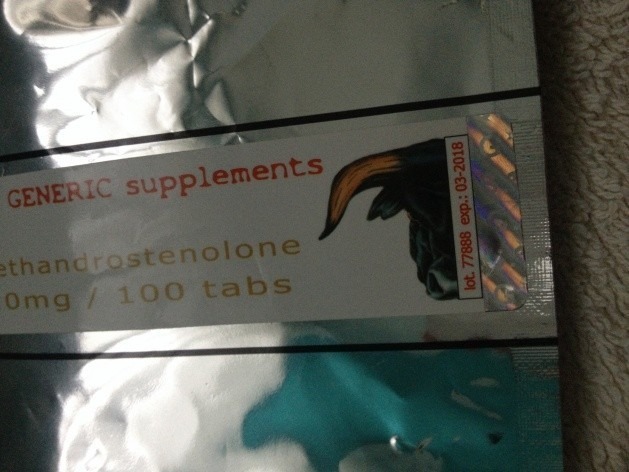 GENERIC supplements
ethandrostenolone
0mg / 100 tabs
lot. 77888 exp.: 03-2018